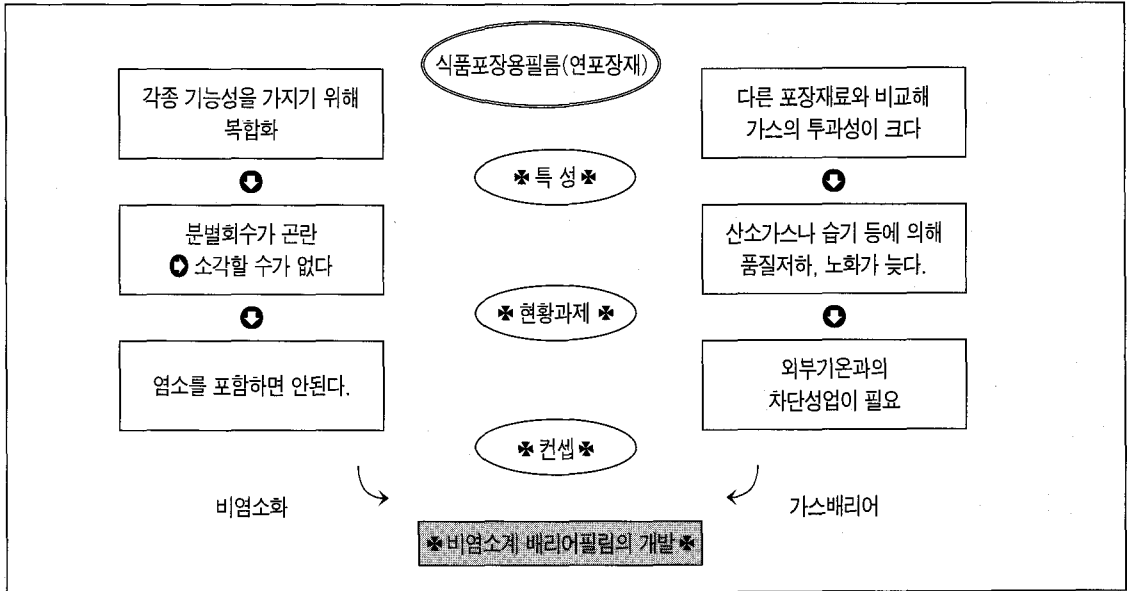 식품포장용필름(연포장재)
각종 기능성을 가지기 위해
복합화
다른 포장재료와 비교해
가스의 투과성이 크다
✤ 특 성 ✤
분별회수가 곤란
➲ 소각할 수가 없다
산소가스나 습기 등에 의해
품질저하, 노화가 늦다.
✤ 현황과제 ✤
염소를 포함하면 안된다.
외부기온과의
차단성업이 필요
✤ 컨셉 ✤
비염소화
가스배리어
✤ 비염소계 배리어필림의 개발 ✤